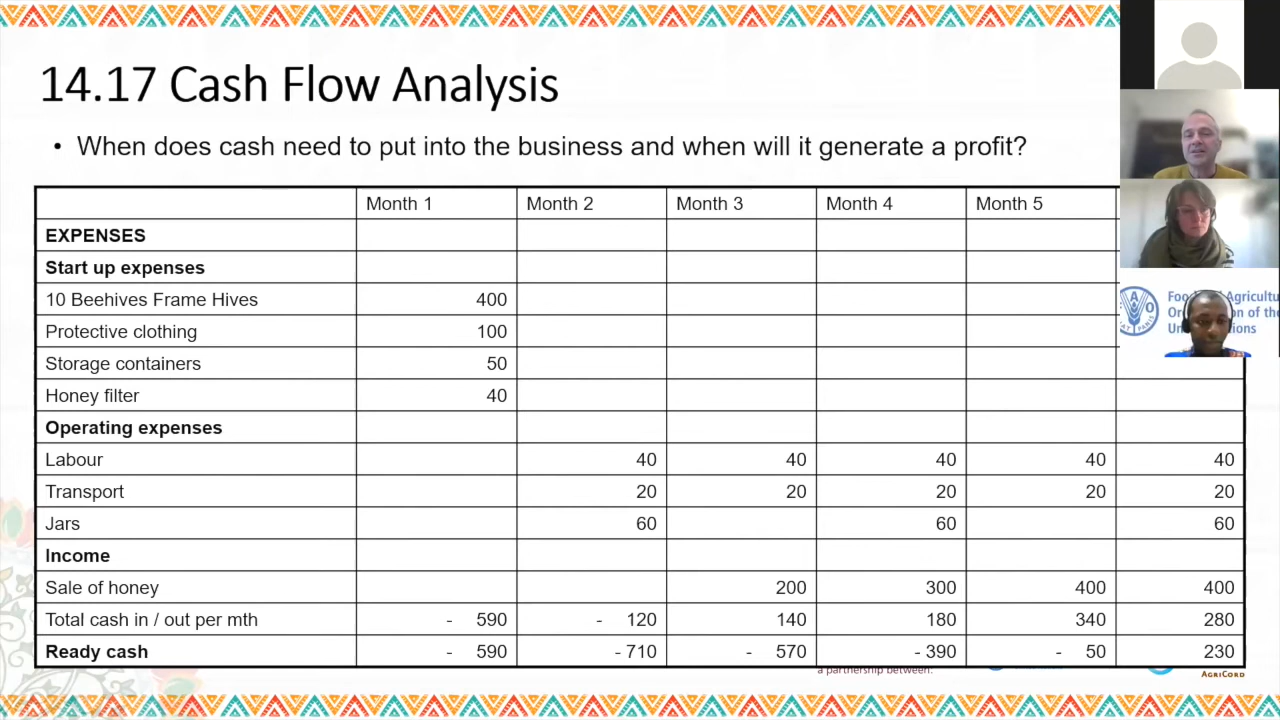 14.17 Cash Flow Analysis
• When does cash need to put into the business and when will it generate a profit?
Month 1 Month 2 Month 3 Month 4 Month 5
EXPENSES
Start up expenses
10 Beehives Frame Hives 400
Protective clothing 100
Storage containers 50
Honey filter 40
Operating expenses
Labour 40 40 40 40 40
Transport 20 20 20 20 20
Jars 60 60 60
Income
Sale of honey 200 300 400 400
Total cash in / out per mth - 590 - 120 140 180 340 280
Ready cash - 590 - 710 - 570 - 390 - 50 230
a partnership between:
AGRICORD